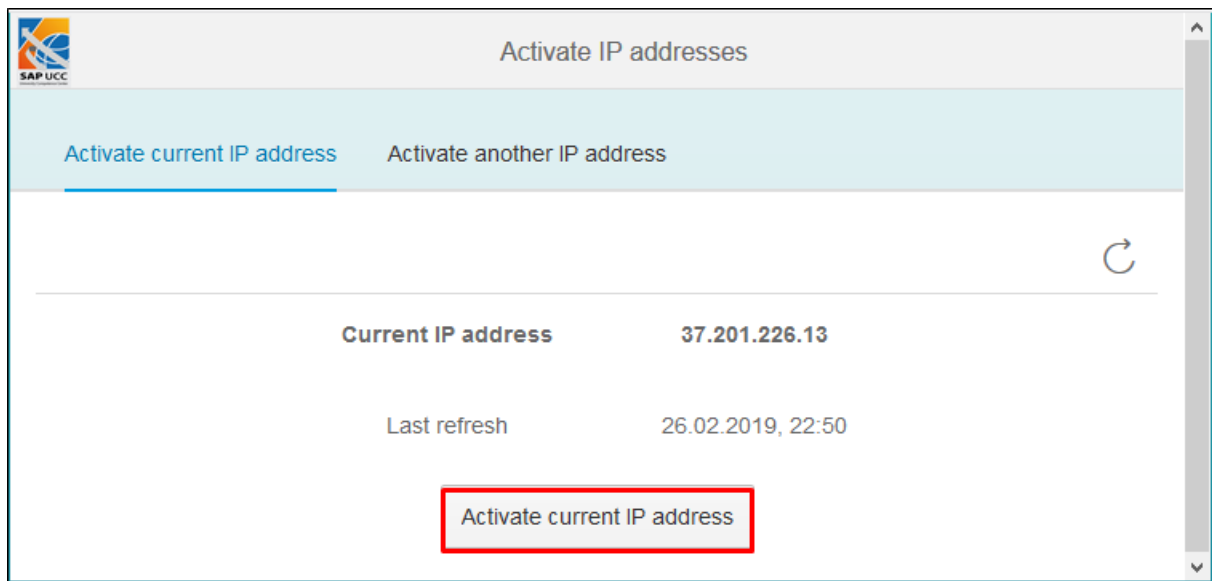 SAP UCC
Activate IP addresses
Activate current IP address Activate another IP address
Current IP address 37.201.226.13
Last refresh 26.02.2019, 22:50
Activate current IP address